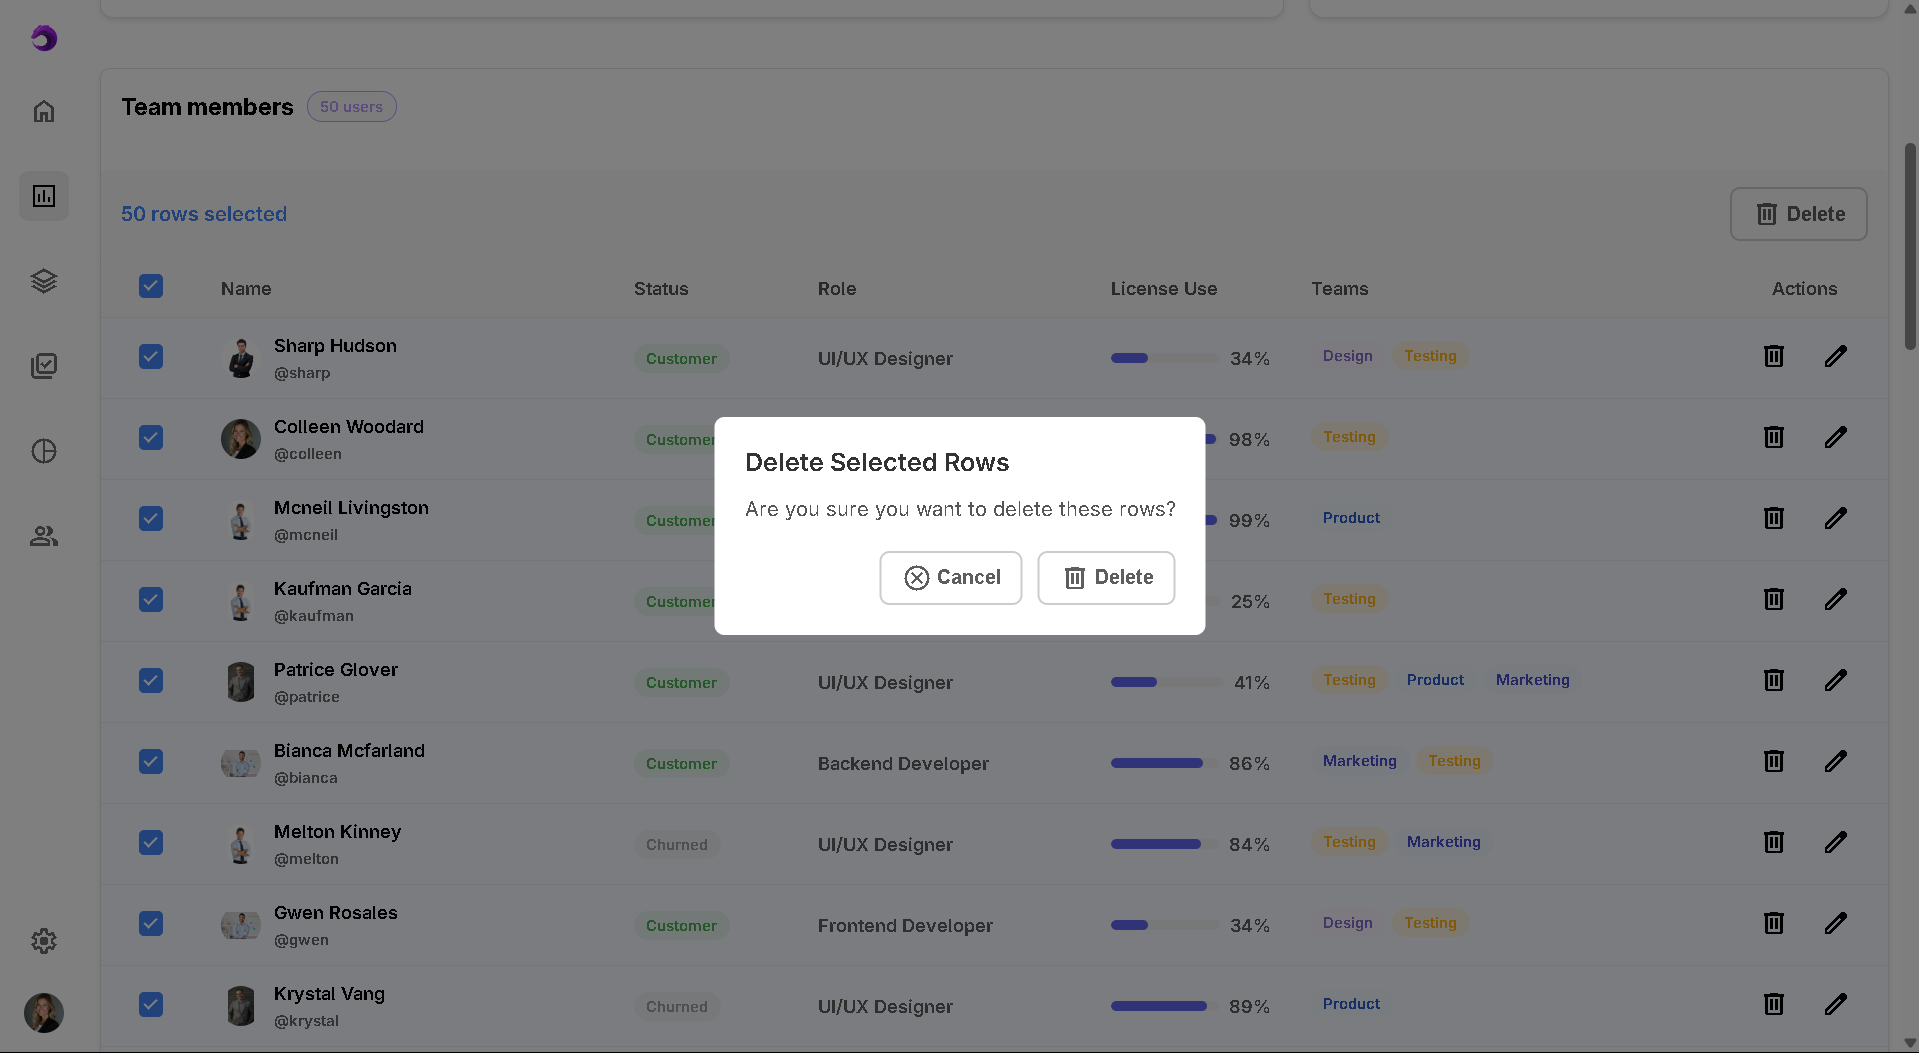 Team members 50 users
50 rows selected Delete
Name Status Role License Use Teams Actions
Sharp Hudson
@sharp
Customer UI/UX Designer 34% Design Testing
Colleen Woodard
@colleen
Customer 98% Testing
Mcneil Livingston
@mcneil
Customer 99% Product
Kaufman Garcia
@kaufman
Customer 25% Testing
Delete Selected Rows
Are you sure you want to delete these rows?
Cancel Delete
Patrice Glover
@patrice
Customer UI/UX Designer 41% Testing Product Marketing
Bianca Mcfarland
@bianca
Customer Backend Developer 86% Marketing Testing
Melton Kinney
@melton
Churned UI/UX Designer 84% Testing Marketing
Gwen Rosales
@gwen
Customer Frontend Developer 34% Design Testing
Krystal Vang
@krystal
Churned UI/UX Designer 89% Product